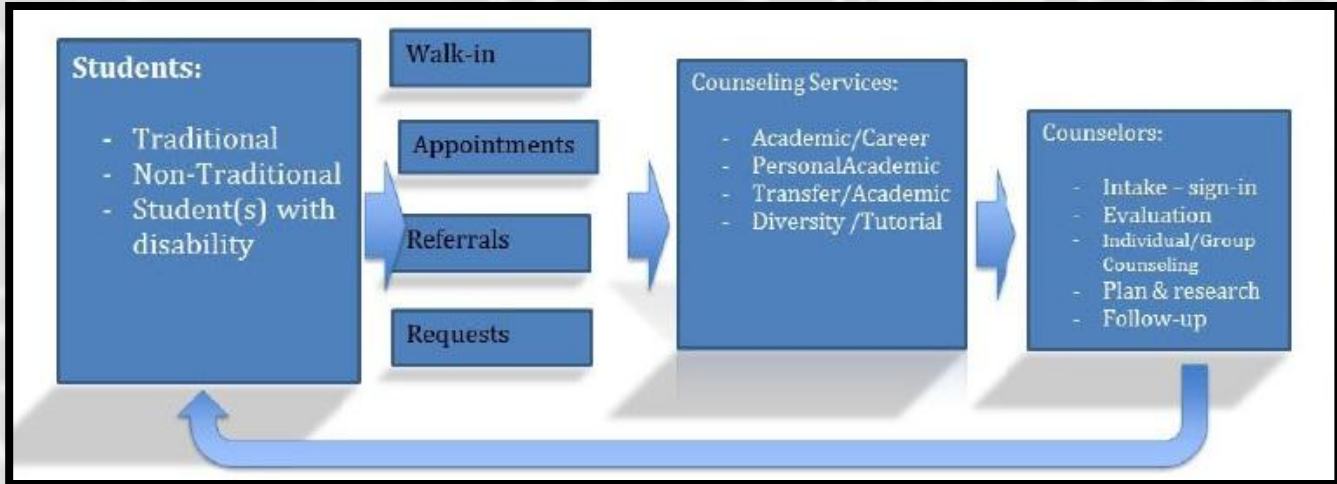 Students:
- Traditional
- Non-Traditional
- Student(s) with
disability
Walk-in
Appointments
Referrals
Requests
Counseling Services:
- Academic/Career
- PersonalAcademic
- Transfer/Academic
- Diversity /Tutorial
Counselors:
- Intake – sign-in
- Evaluation
- Individual/Group
Counseling
- Plan & research
- Follow-up